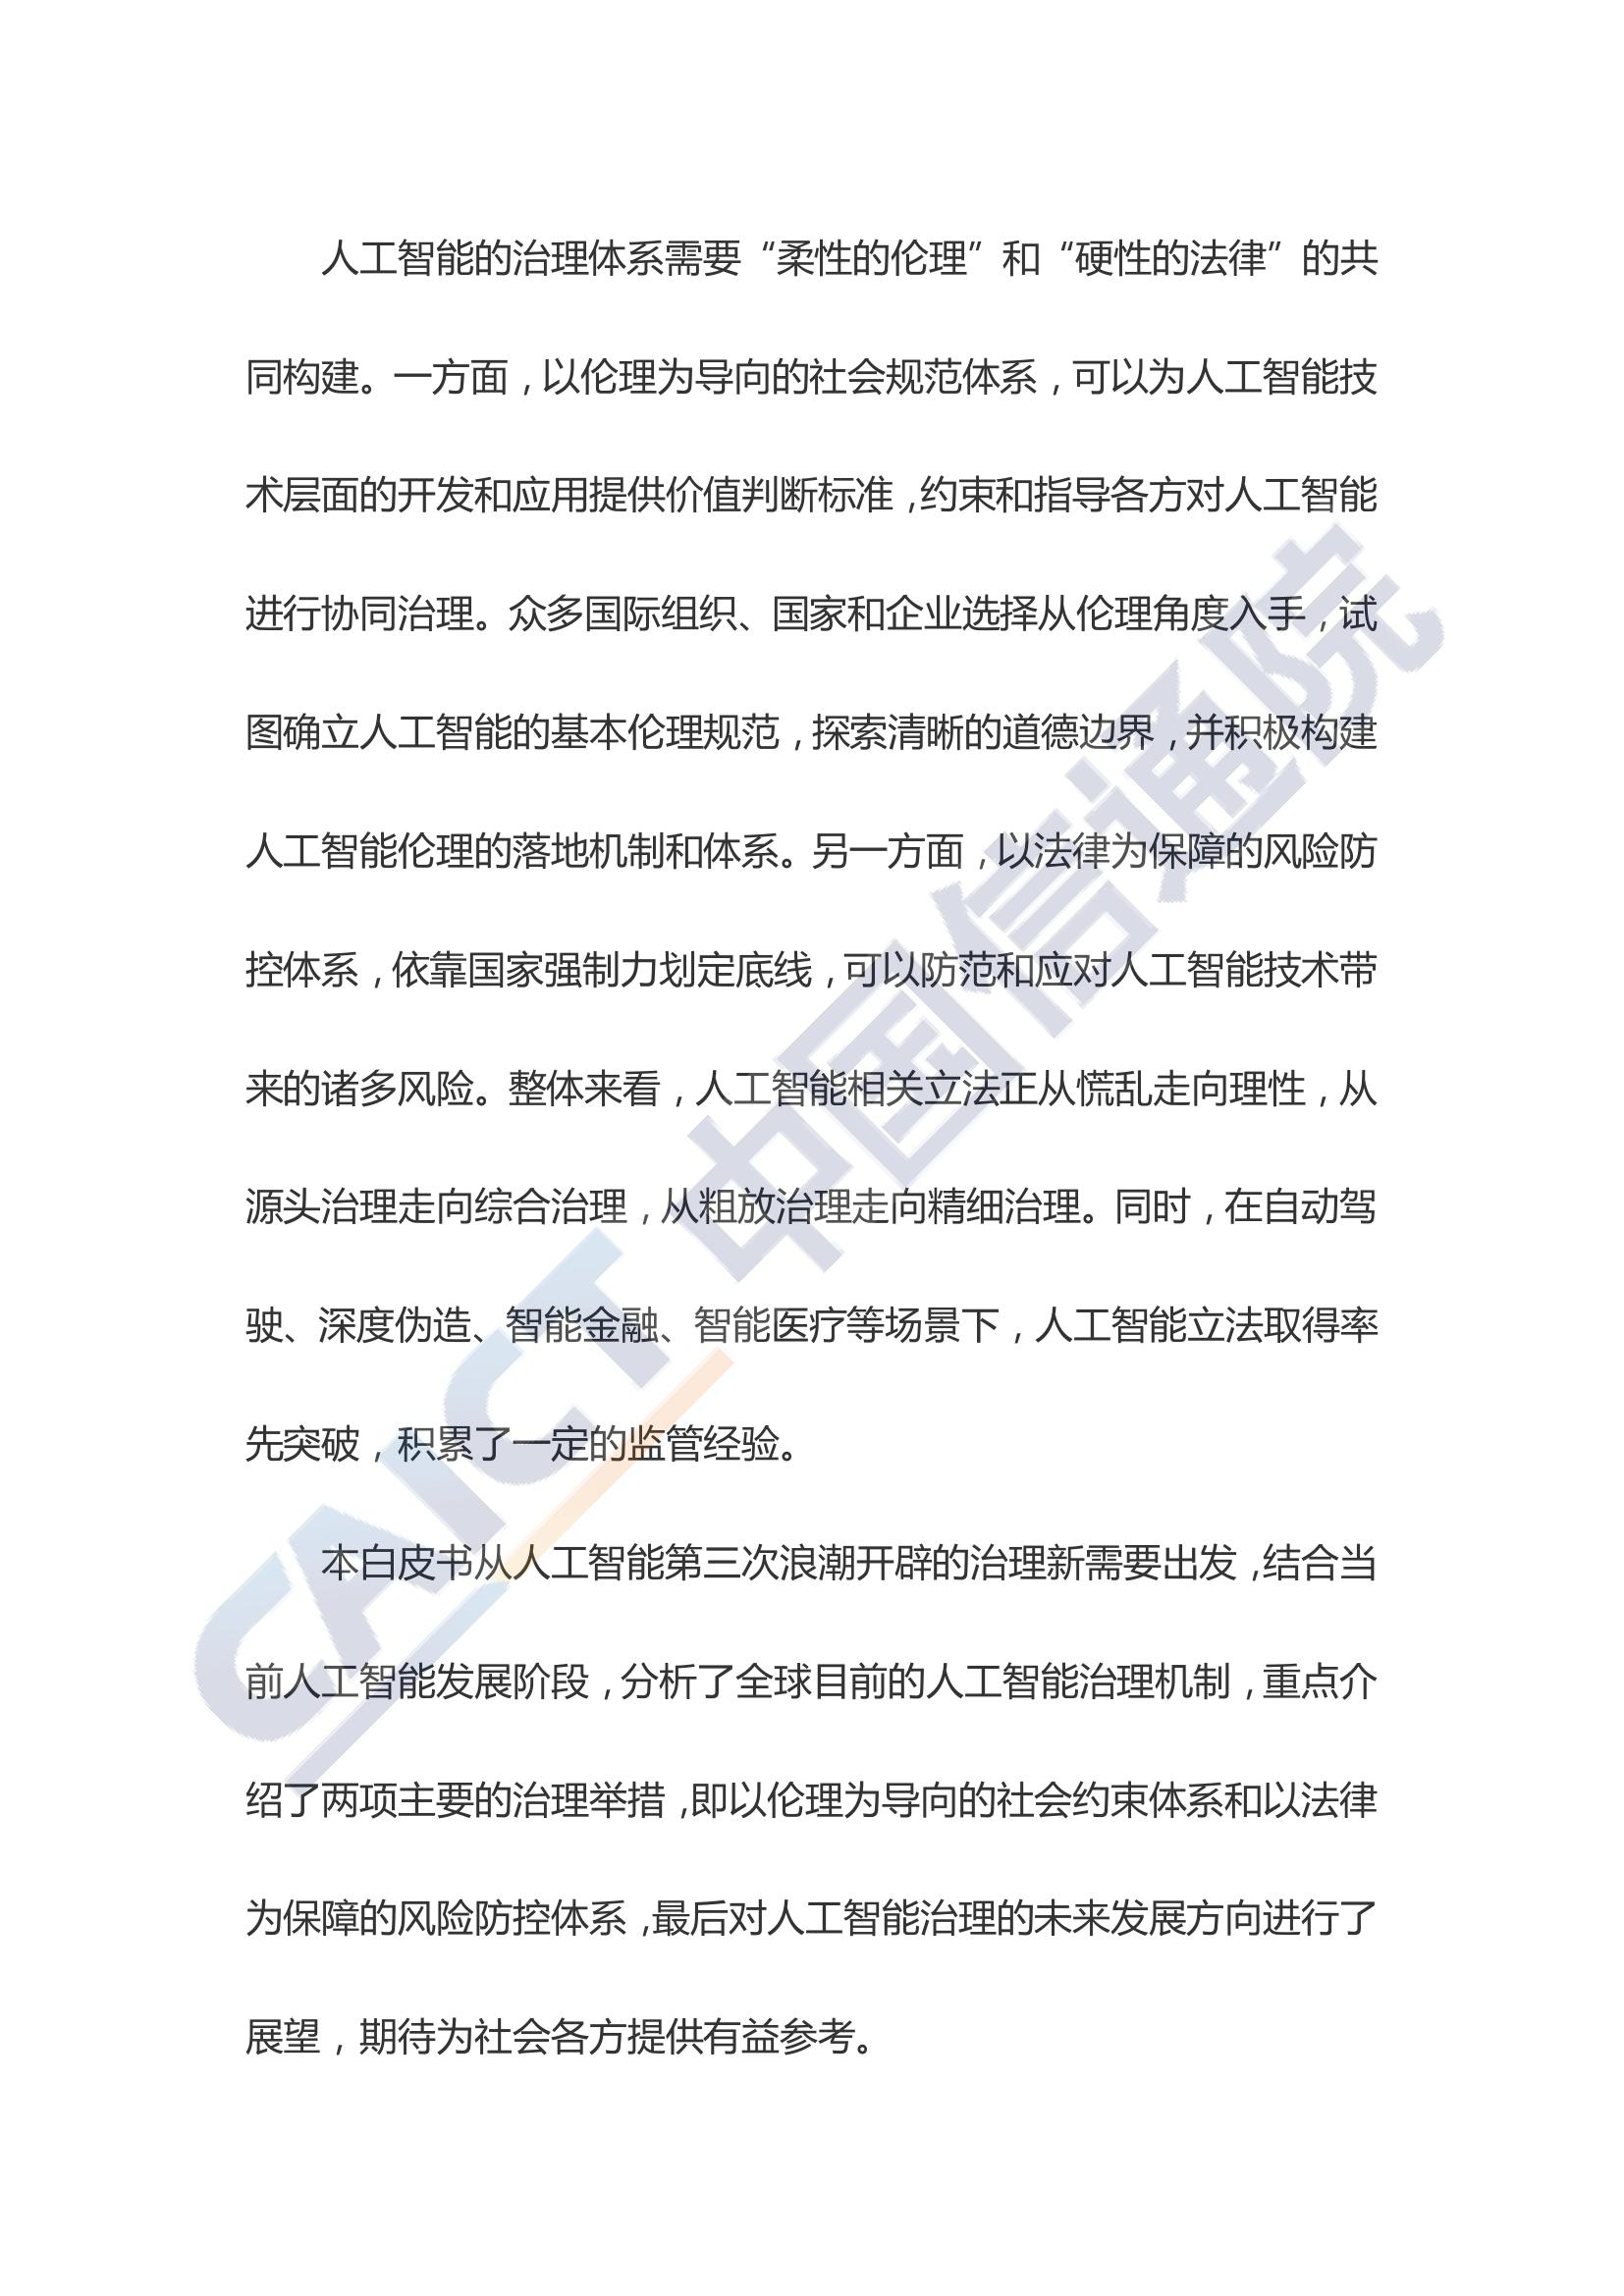 人工智能的治理体系需要“柔性的伦理”和“硬性的法律”的共
同构建。一方面，以伦理为导向的社会规范体系，可以为人工智能技
术层面的开发和应用提供价值判断标准，约束和指导各方对人工智能
进行协同治理。众多国际组织、国家和企业选择从伦理角度入手，试
图确立人工智能的基本伦理规范，探索清晰的道德边界，并积极构建
人工智能伦理的落地机制和体系。另一方面，以法律为保障的风险防
控体系，依靠国家强制力划定底线，可以防范和应对人工智能技术带
来的诸多风险。整体来看，人工智能相关立法正从慌乱走向理性，从
源头治理走向综合治理，从粗放治理走向精细治理。同时，在自动驾
驶、深度伪造、智能金融、智能医疗等场景下，人工智能立法取得率
先突破，积累了一定的监管经验。
本白皮书从人工智能第三次浪潮开辟的治理新需要出发，结合当
前人工智能发展阶段，分析了全球目前的人工智能治理机制，重点介
绍了两项主要的治理举措，即以伦理为导向的社会约束体系和以法律
为保障的风险防控体系，最后对人工智能治理的未来发展方向进行了
展望，期待为社会各方提供有益参考。
CAICT 中国信通院